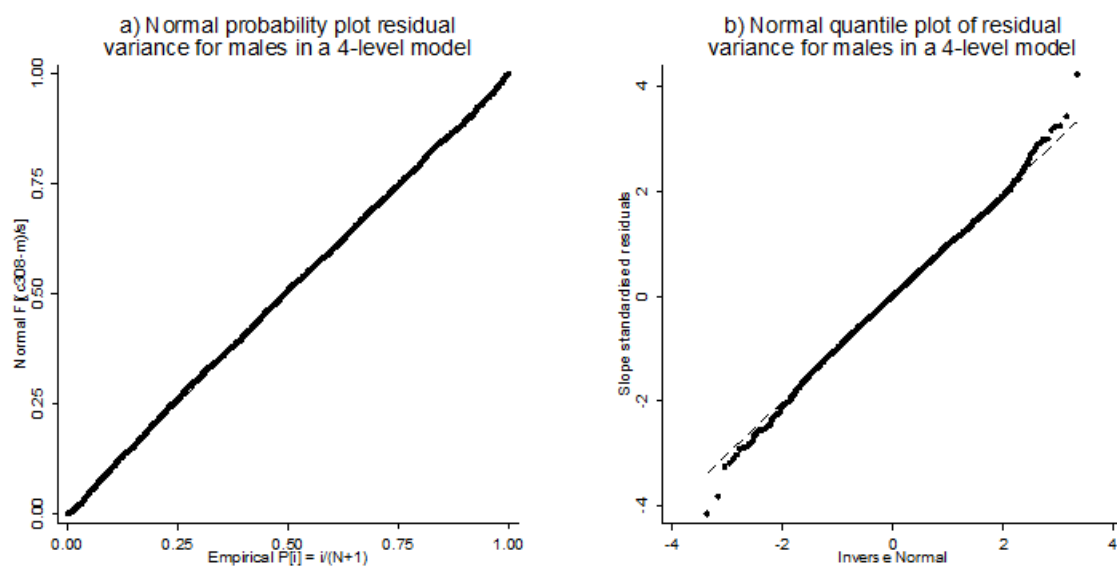 a) Normal probability plot residual
variance for males in a 4-level model
1.00
0.75
0.50
0.25
0.00
Normal F[(c308-m)/s]
0.00
0.25
0.50
0.75
1.00
Empirical P[i] = i/(N+1)
b) Normal quantile plot of residual
variance for males in a 4-level model
4
2
0
-2
-4
Slope standardised residuals
-4
-2
0
2
4
Inverse Normal